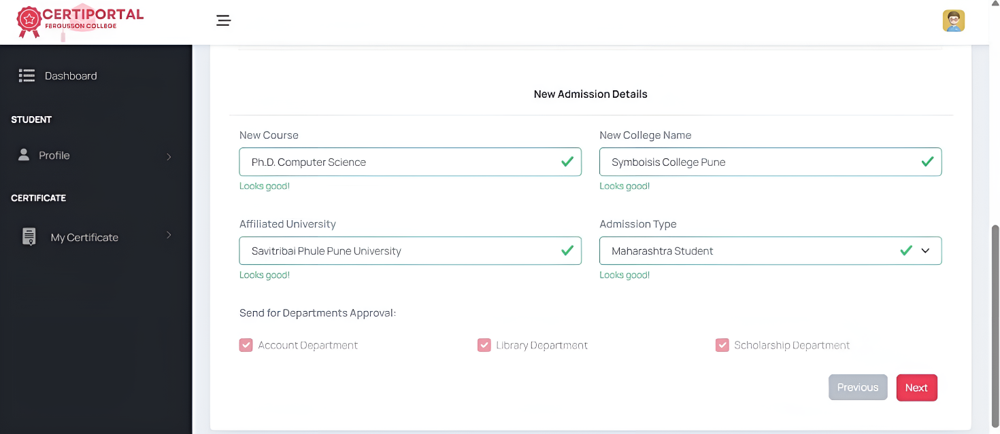 CERTIPORTAL
FERGUSSON COLLEGE
Dashboard
STUDENT
Profile
CERTIFICATE
My Certificate
New Admission Details
New Course
New College Name
Ph.D. Computer Science
Symboisis College Pune
Looks good!
Looks good!
Affiliated University
Admission Type
Savitribai Phule Pune University
Maharashtra Student
Looks good!
Looks good!
Send for Departments Approval:
Account Department
Library Department
Scholarship Department
Previous
Next